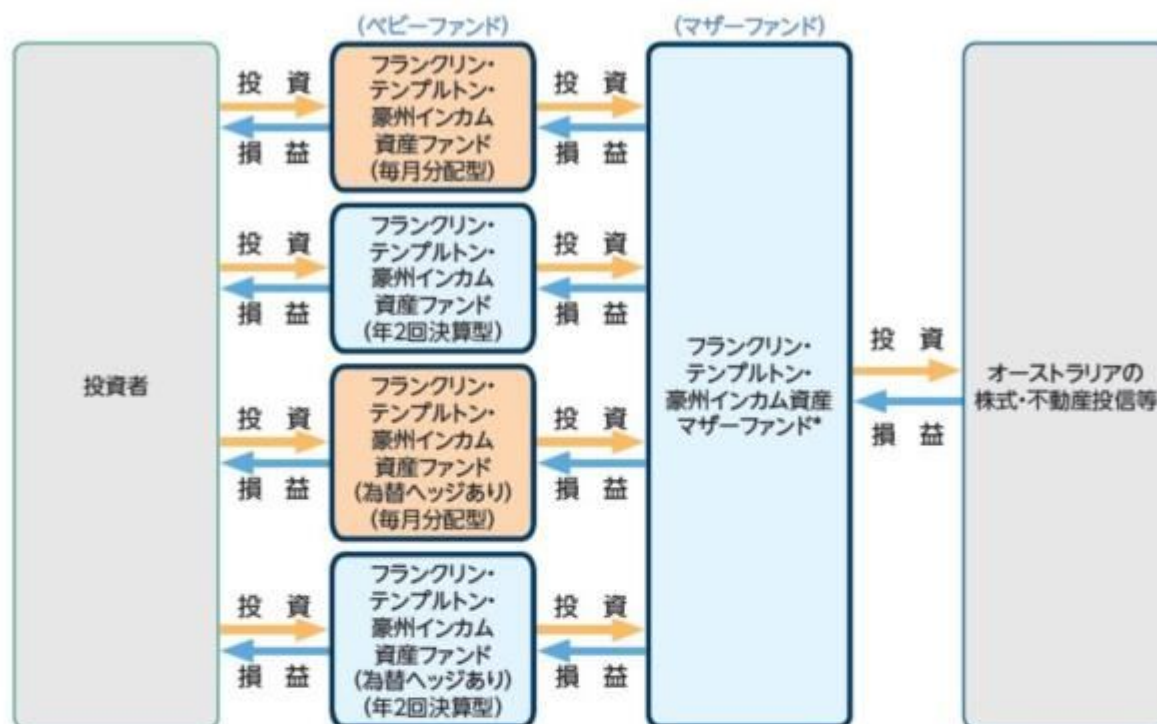 (ベビーファンド)
(マザーファンド)
投資者
投 資
損 益
フランクリン・
テンプルトン・
豪州インカム
資産ファンド
(毎月分配型)
投 資
損 益
投 資
損 益
フランクリン・
テンプルトン・
豪州インカム
資産ファンド
(年2回決算型)
投 資
損 益
投 資
損 益
フランクリン・
テンプルトン・
豪州インカム
資産ファンド
(為替ヘッジあり)
(毎月分配型)
投 資
損 益
投 資
損 益
フランクリン・
テンプルトン・
豪州インカム
資産ファンド
(為替ヘッジあり)
(年2回決算型)
投 資
損 益
フランクリン・
テンプルトン・
豪州インカム資産
マザーファンド*
投 資
損 益
オーストラリアの
株式・不動産投信等